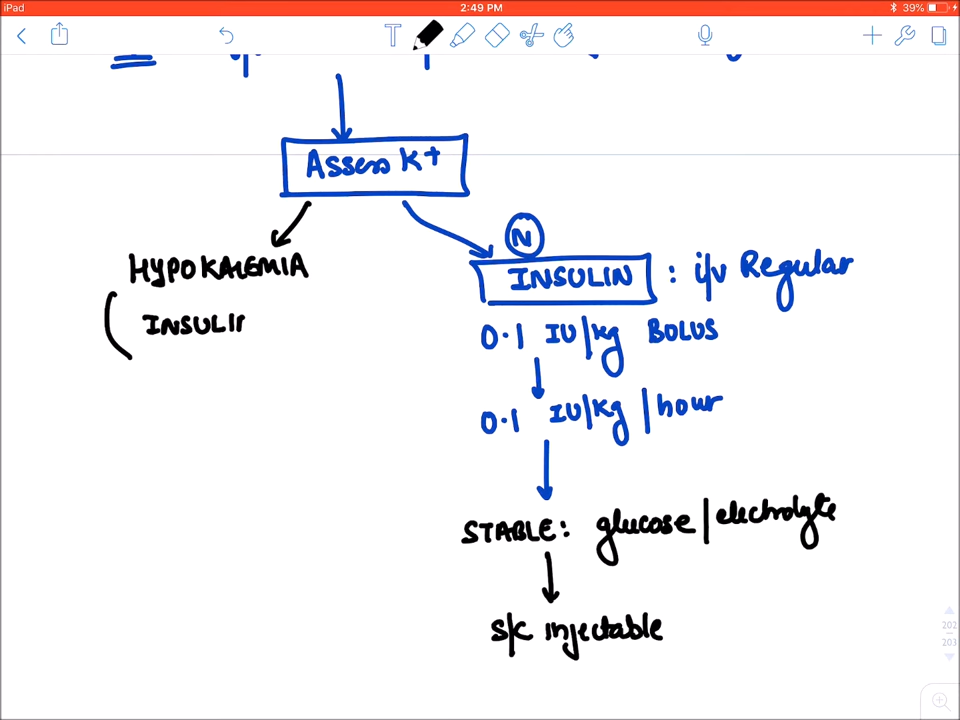 iPad
2:49 PM
39%
T
Assess K+
HYPOKALEMIA
INSULI
N
INSULIN : i/v Regular
0.1 IU/kg BOLUS
0.1 IU/kg/hour
STABLE: glucose/electrolyte
s/c injectable
202
203